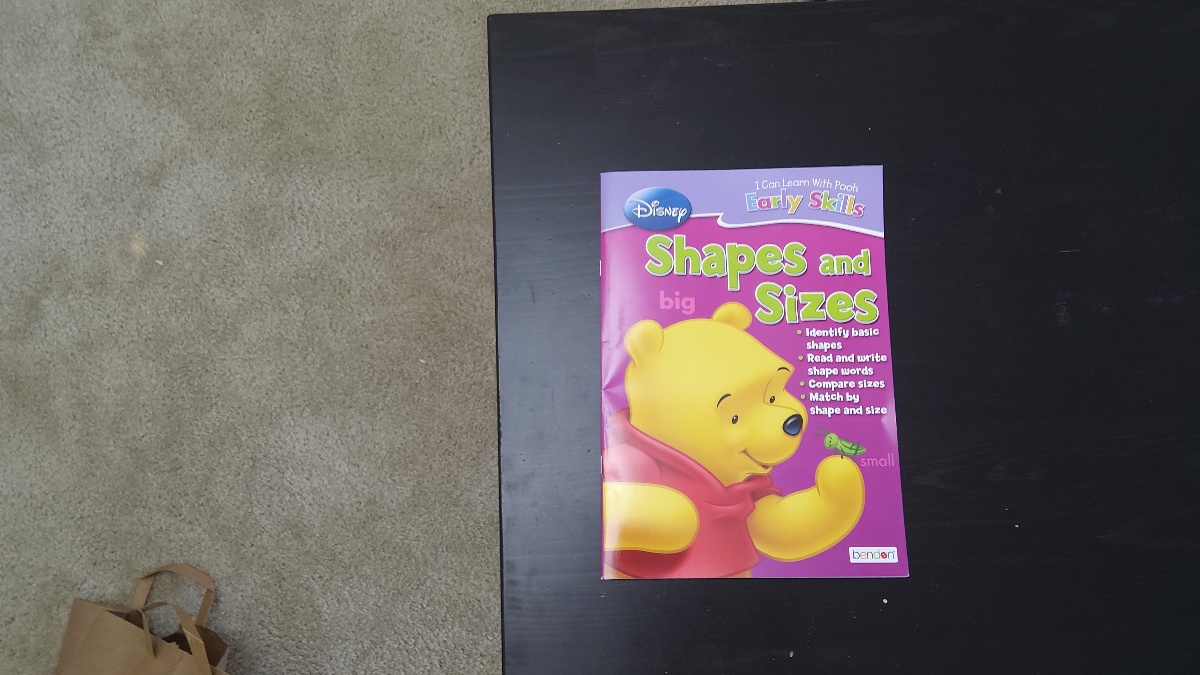 Disney
I Can Learn With Pooh
Early Skills
Shapes and
Sizes
big
• Identify basic
shapes
• Read and write
shape words
• Compare sizes
• Match by
shape and size
small
bendon